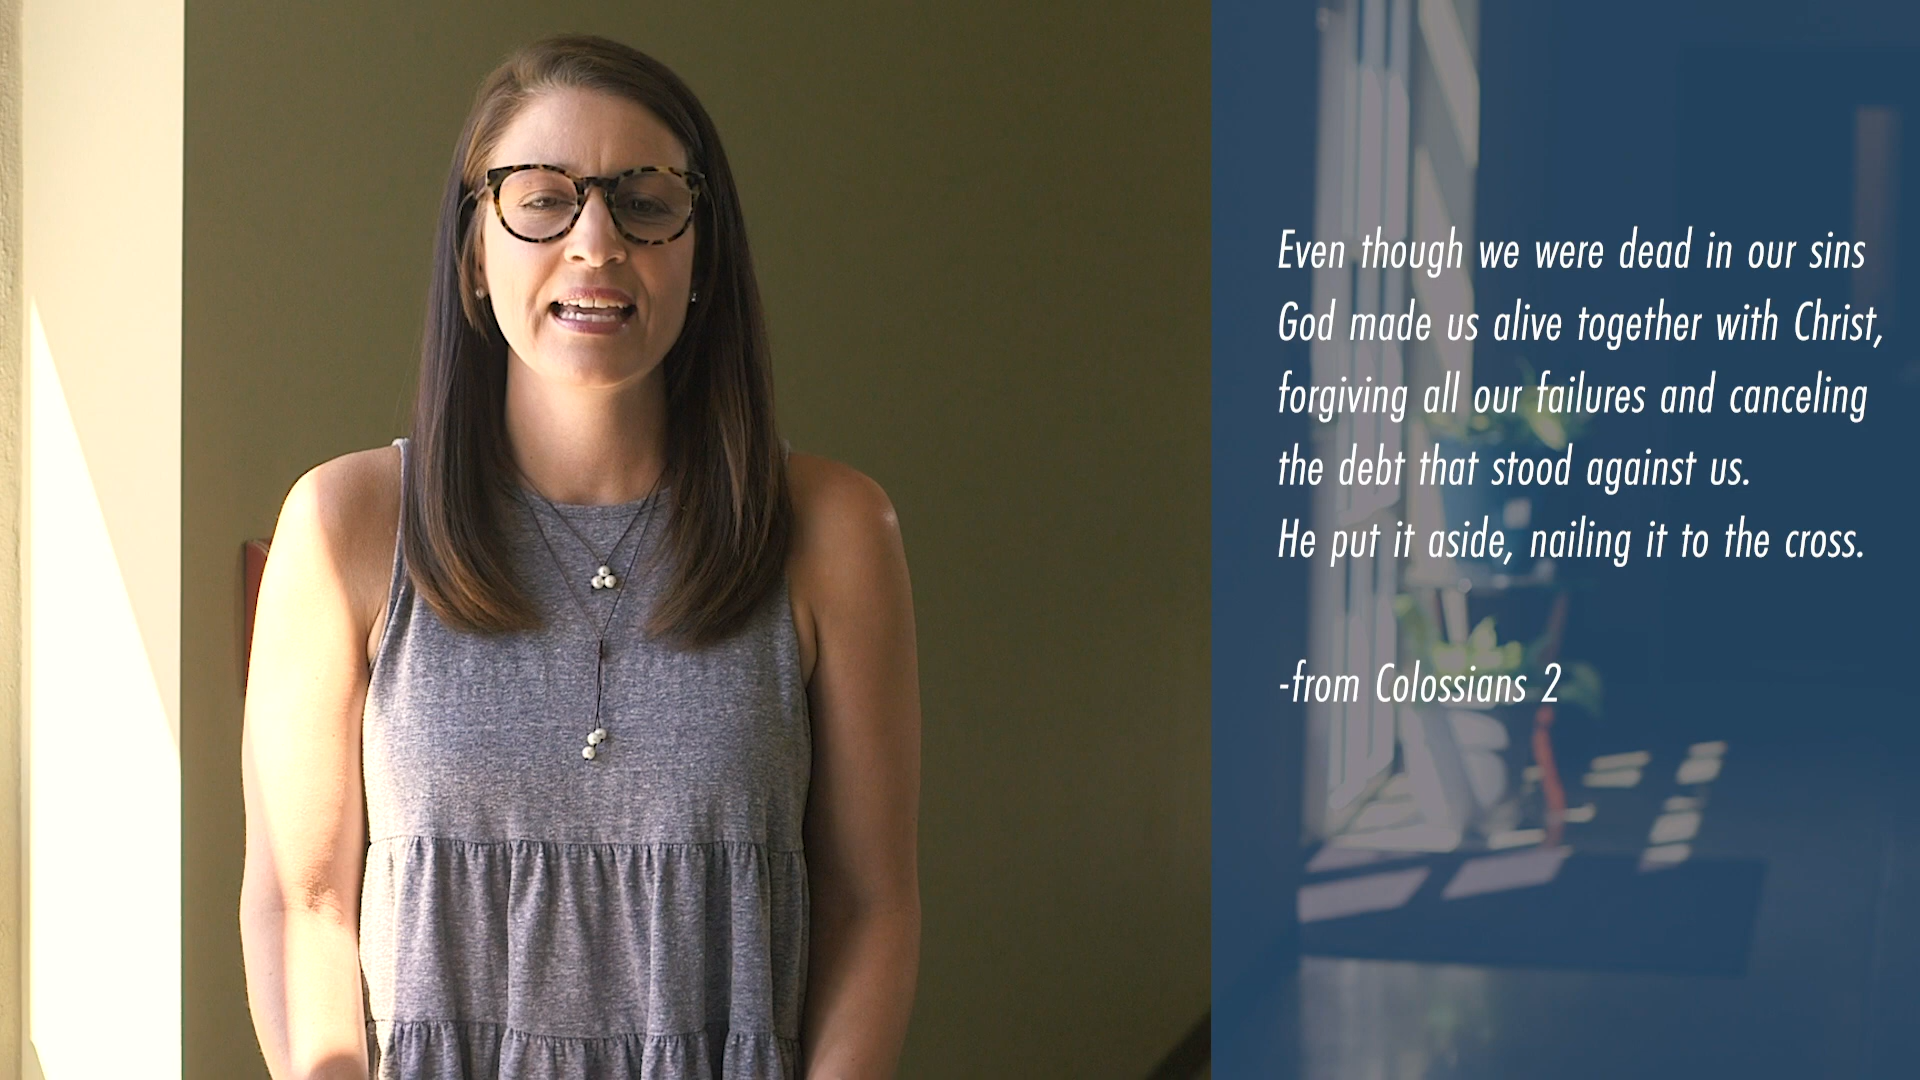 Even though we were dead in our sins
God made us alive together with Christ,
forgiving all our failures and canceling
the debt that stood against us.
He put it aside, nailing it to the cross.
-from Colossians 2